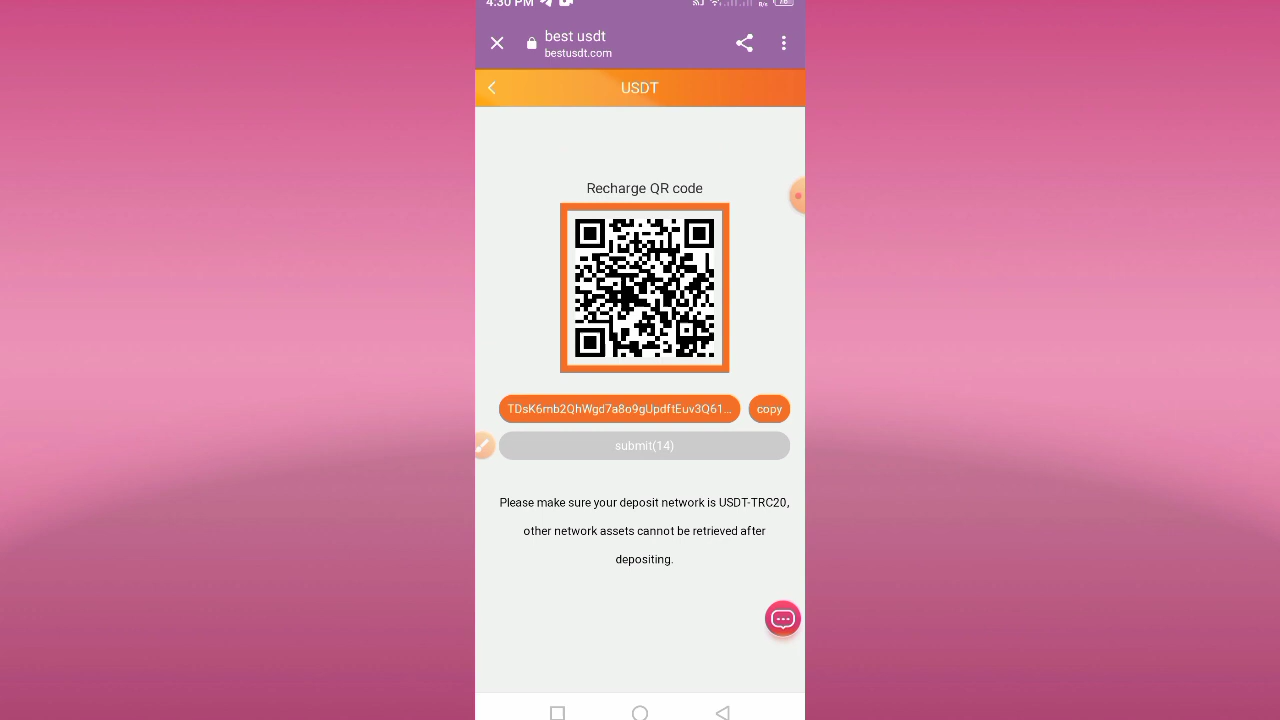 4:30 PM
best usdt
bestusdt.com
USDT
Recharge QR code
TDsK6mb2QhWgd7a8o9gUpdftEuv3Q61... copy
submit(14)
Please make sure your deposit network is USDT-TRC20,
other network assets cannot be retrieved after
depositing.